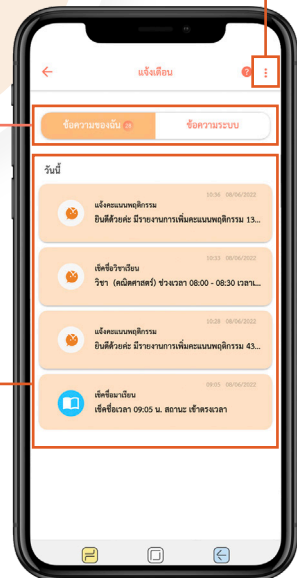 แจ้งเตือน
ข้อความของฉัน
ข้อความระบบ
วันนี้
10:36 08/06/2022
แจ้งคะแนนพฤติกรรม
ยินดีด้วยค่ะ มีรายงานการเพิ่มคะแนนพฤติกรรม 13...
10:33 08/06/2022
เช็คชื่อวิชาเรียน
วิชา (คณิตศาสตร์) ช่วงเวลา 08:00 - 08:30 เวลาเ...
10:28 08/06/2022
แจ้งคะแนนพฤติกรรม
ยินดีด้วยค่ะ มีรายงานการเพิ่มคะแนนพฤติกรรม 43...
09:05 08/06/2022
เช็คชื่อมาเรียน
เช็คชื่อเวลา 09:05 น. สถานะ เข้าตรงเวลา